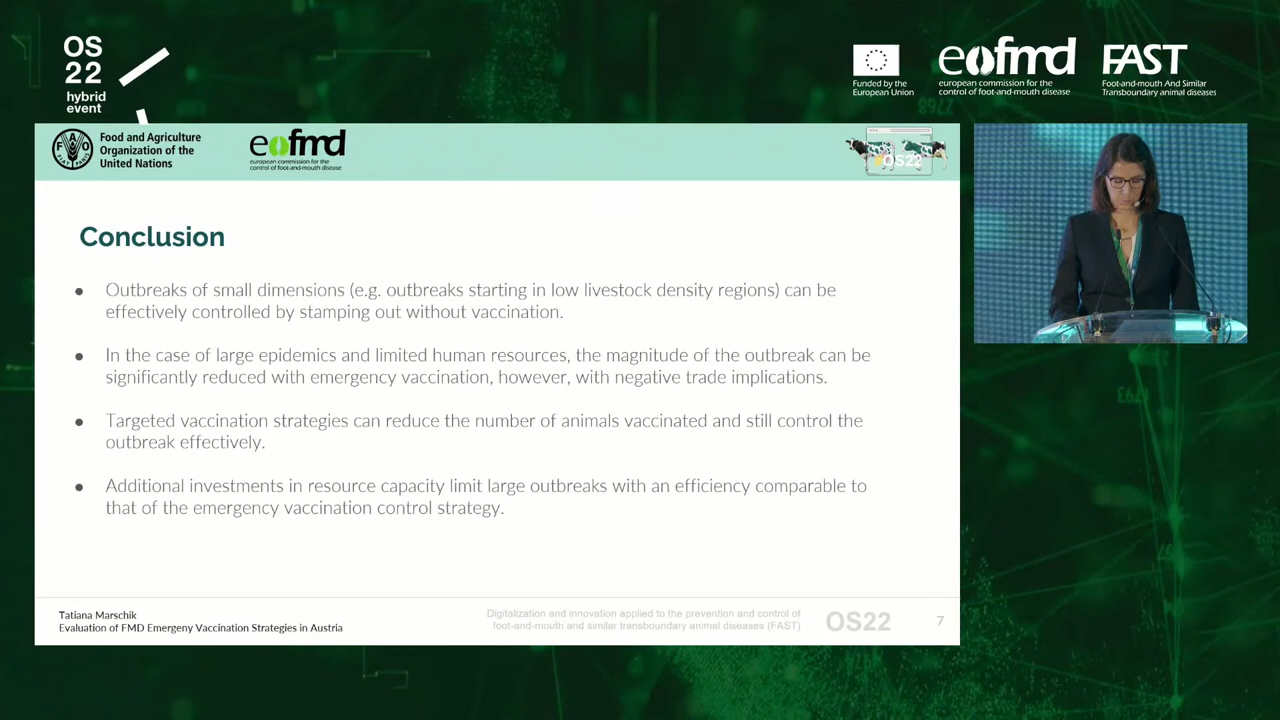 OS
22
hybrid
event
Funded by the
European Union
eofmd
european commission for the
control of foot-and-mouth disease
FAST
Foot-and-mouth And Similar
Transboundary animal diseases
Food and Agriculture
Organization of the
United Nations
eofmd
european commission for the
control of foot-and-mouth disease
#OS22
Conclusion
● Outbreaks of small dimensions (e.g. outbreaks starting in low livestock density regions) can be
effectively controlled by stamping out without vaccination.
● In the case of large epidemics and limited human resources, the magnitude of the outbreak can be
significantly reduced with emergency vaccination, however, with negative trade implications.
● Targeted vaccination strategies can reduce the number of animals vaccinated and still control the
outbreak effectively.
● Additional investments in resource capacity limit large outbreaks with an efficiency comparable to
that of the emergency vaccination control strategy.
Tatiana Marschik
Evaluation of FMD Emergeny Vaccination Strategies in Austria
Digitalization and innovation applied to the prevention and control of
foot-and-mouth and similar transboundary animal diseases (FAST)
OS22
7